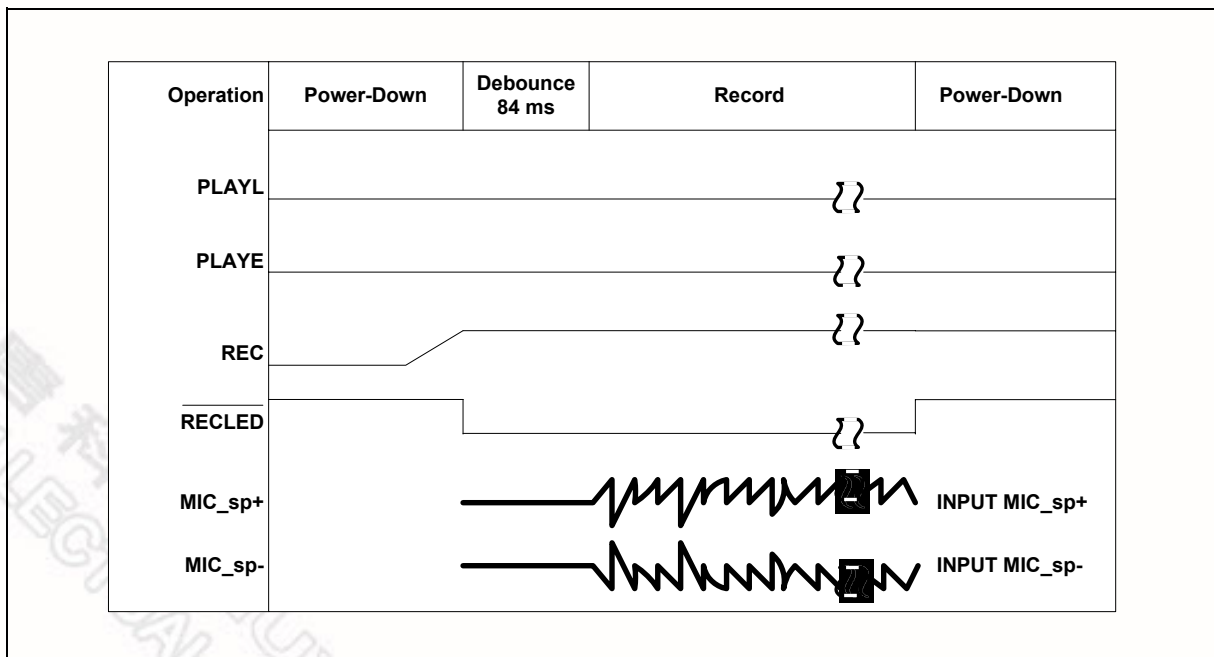 Operation Power-Down Debounce 84 ms Record Power-Down
PLAYL
PLAYE
REC
RECLED
MIC_sp+ INPUT MIC_sp+
MIC_sp- INPUT MIC_sp-